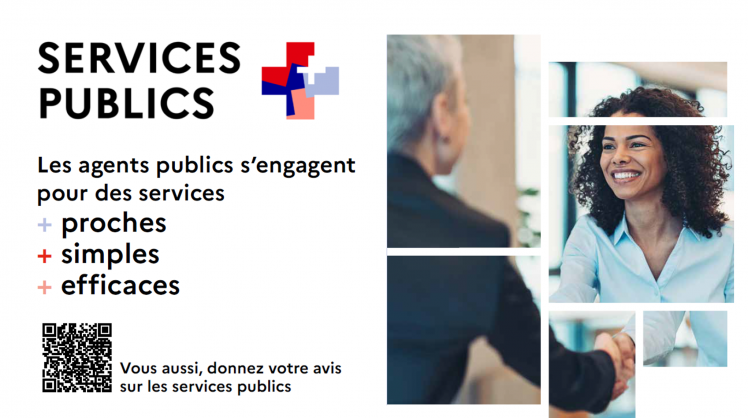 SERVICES
PUBLICS
Les agents publics s’engagent
pour des services
+ proches
+ simples
+ efficaces
Vous aussi, donnez votre avis
sur les services publics